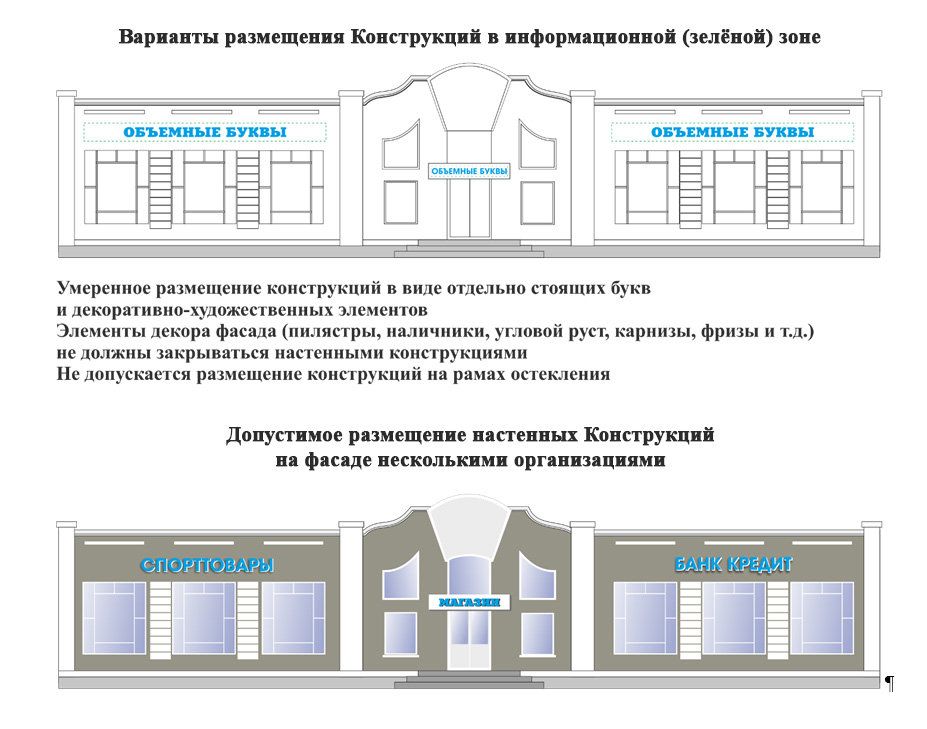 Варианты размещения Конструкций в информационной (зелёной) зоне
ОБЪЕМНЫЕ БУКВЫ
ОБЪЕМНЫЕ БУКВЫ
ОБЪЕМНЫЕ БУКВЫ
Умеренное размещение конструкций в виде отдельно стоящих букв
и декоративно-художественных элементов
Элементы декора фасада (пилястры, наличники, угловой руст, карнизы, фризы и т.д.)
не должны закрываться настенными конструкциями
Не допускается размещение конструкций на рамах остекления
Допустимое размещение настенных Конструкций
на фасаде несколькими организациями
СПОРТТОВАРЫ
БАНК КРЕДИТ
МАГАЗИН
¶